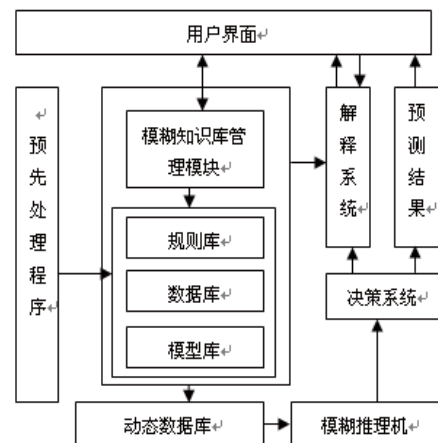 用户界面
预先处理程序
模糊知识库管
理模块
规则库
数据库
模型库
解释系统
预测结果
决策系统
动态数据库
模糊推理机